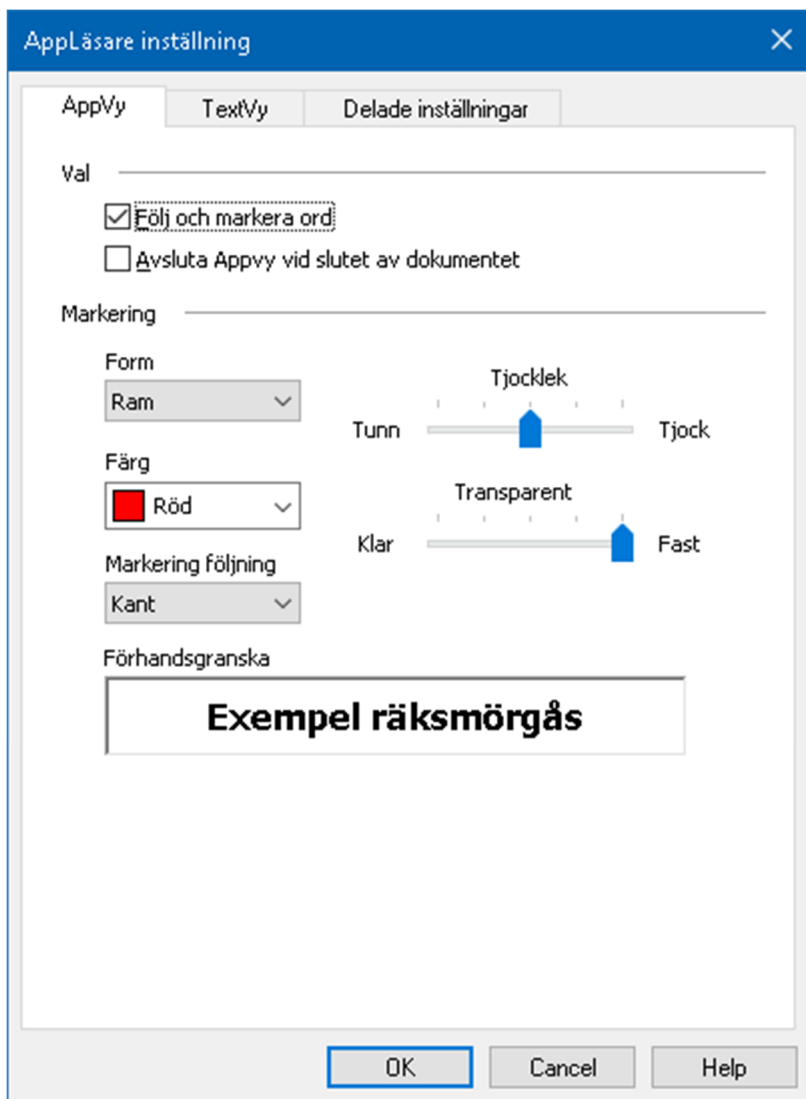 AppLäsare inställning
AppVy TextVy Delade inställningar
Val
Följ och markera ord
Avsluta Appvy vid slutet av dokumentet
Markering
Form
Ram
Tjocklek
Tunn Tjock
Färg
Röd
Transparent
Klar Fast
Markering följning
Kant
Förhandsgranska
Exempel räksmörgås
OK Cancel Help